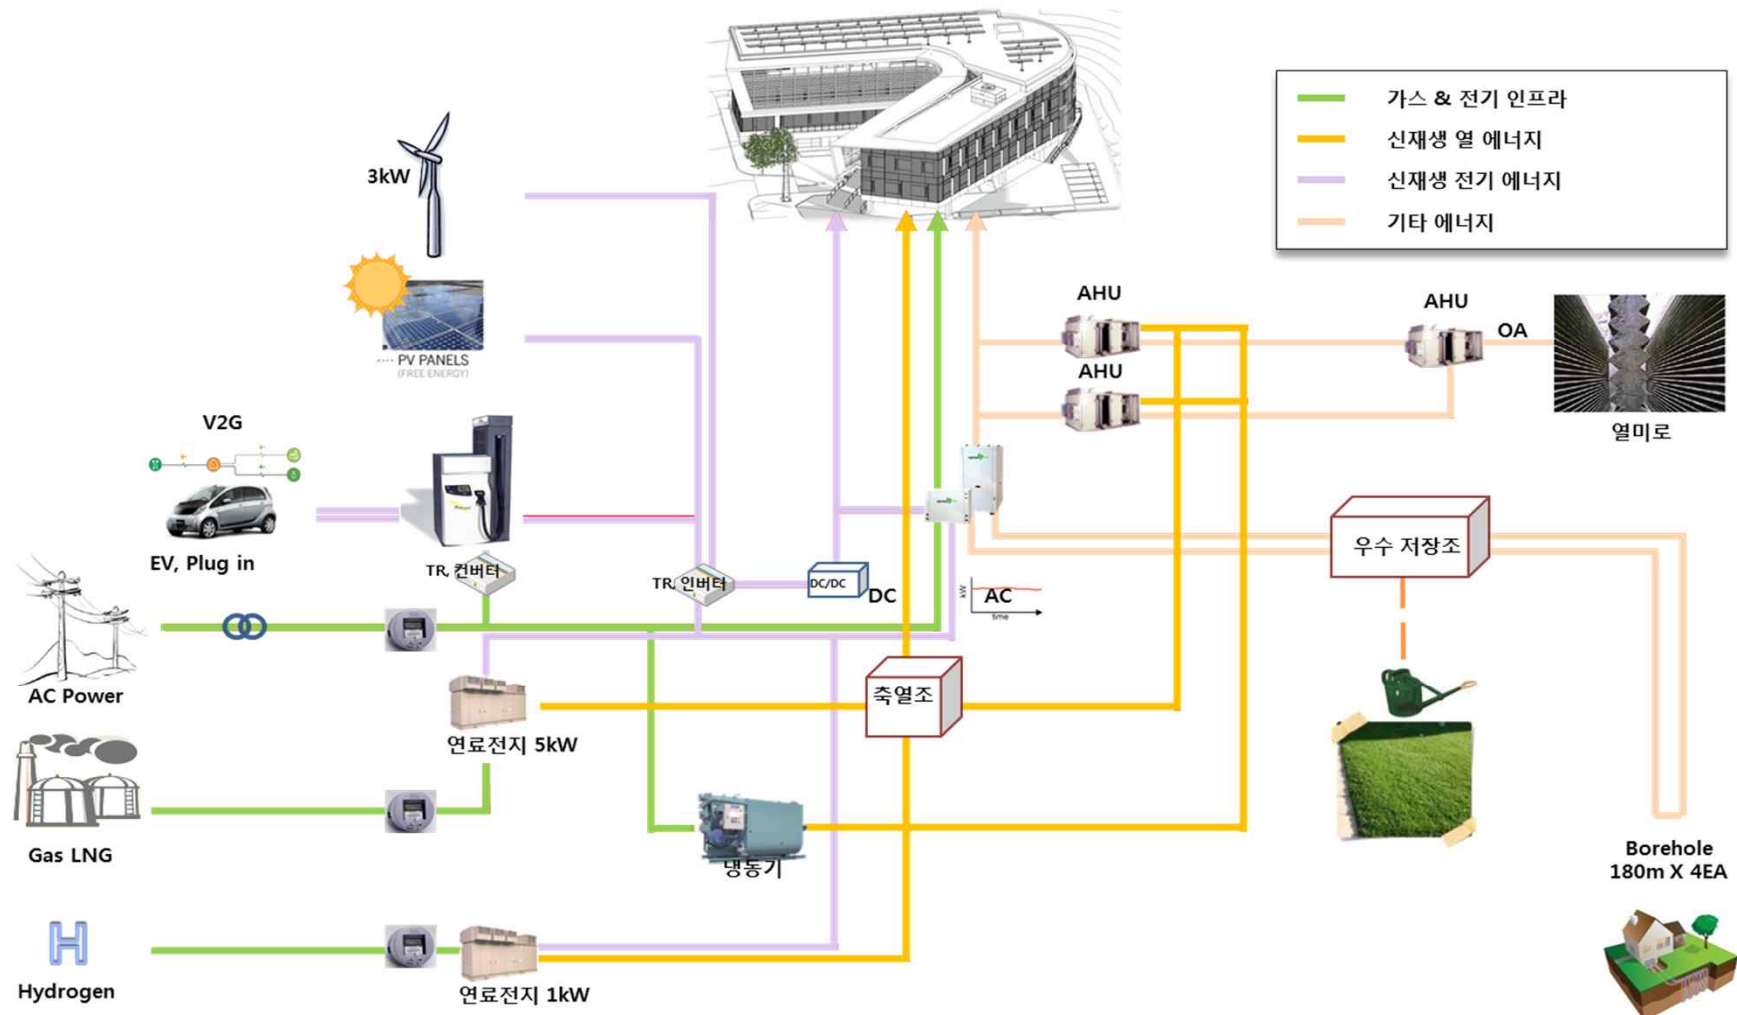 가스 & 전기 인프라
신재생 열 에너지
신재생 전기 에너지
기타 에너지
3kW
PV PANELS
(FREE ENERGY)
AHU
AHU
OA
AHU
열미로
V2G
EV, Plug in
TR, 컨버터
TR, 인버터
DC/DC
DC
kW
AC
time
우수 저장조
AC Power
축열조
연료전지 5kW
Gas LNG
냉동기
Borehole
180m X 4EA
H
Hydrogen
연료전지 1kW